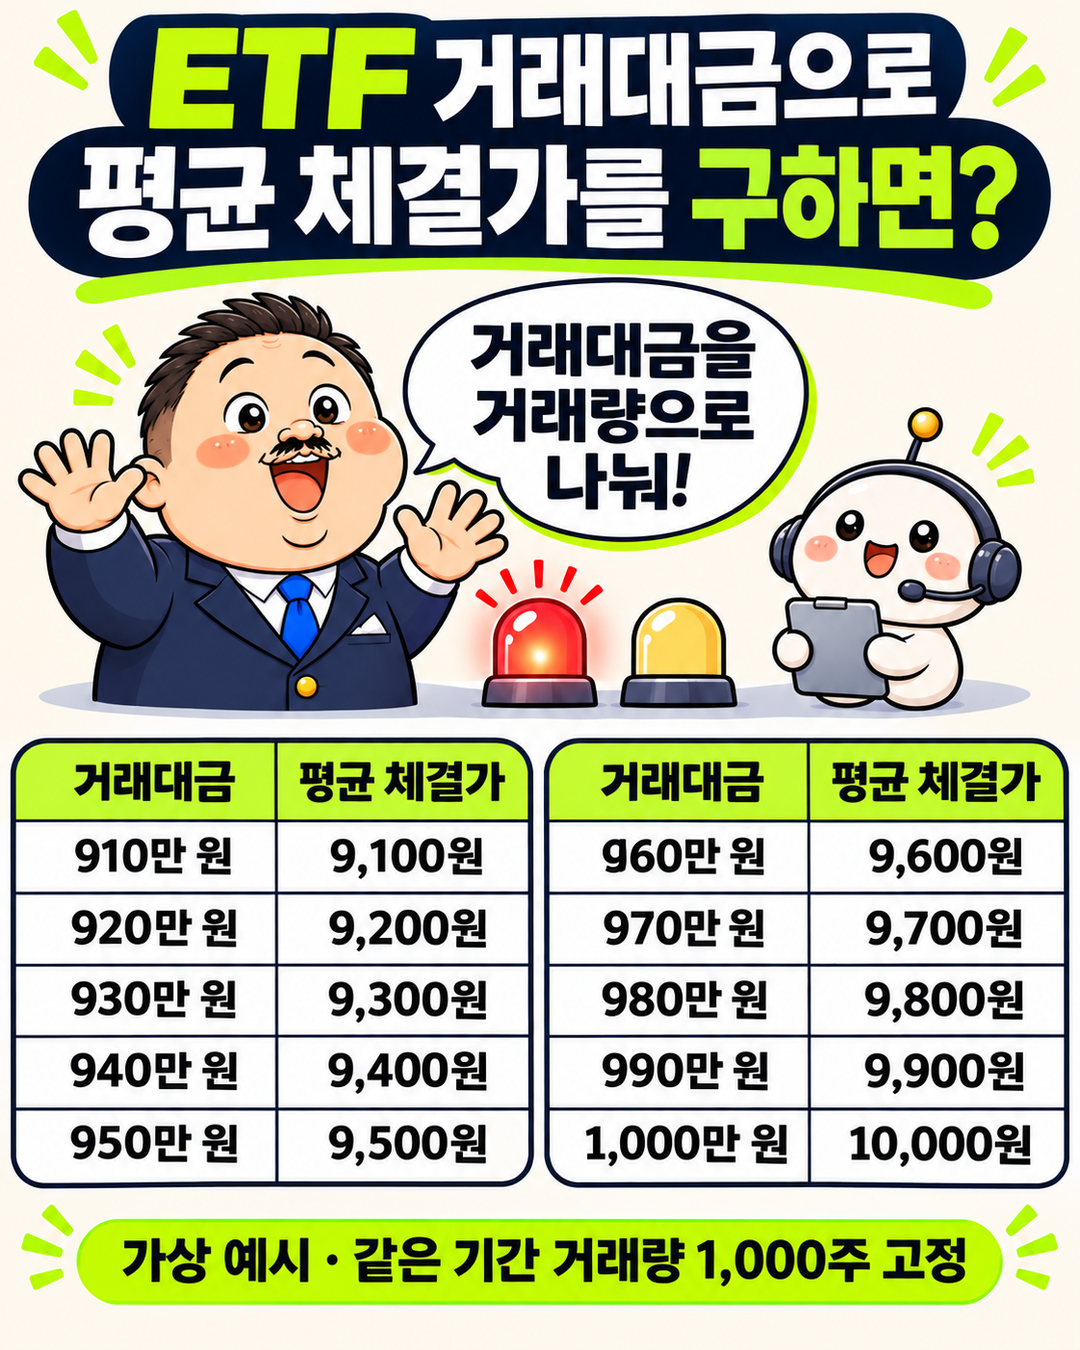 ETF 거래대금으로
평균 체결가를 구하면?
거래대금을
거래량으로
나눠!
거래대금 평균 체결가
910만 원 9,100원
920만 원 9,200원
930만 원 9,300원
940만 원 9,400원
950만 원 9,500원
거래대금 평균 체결가
960만 원 9,600원
970만 원 9,700원
980만 원 9,800원
990만 원 9,900원
1,000만 원 10,000원
가상 예시 · 같은 기간 거래량 1,000주 고정